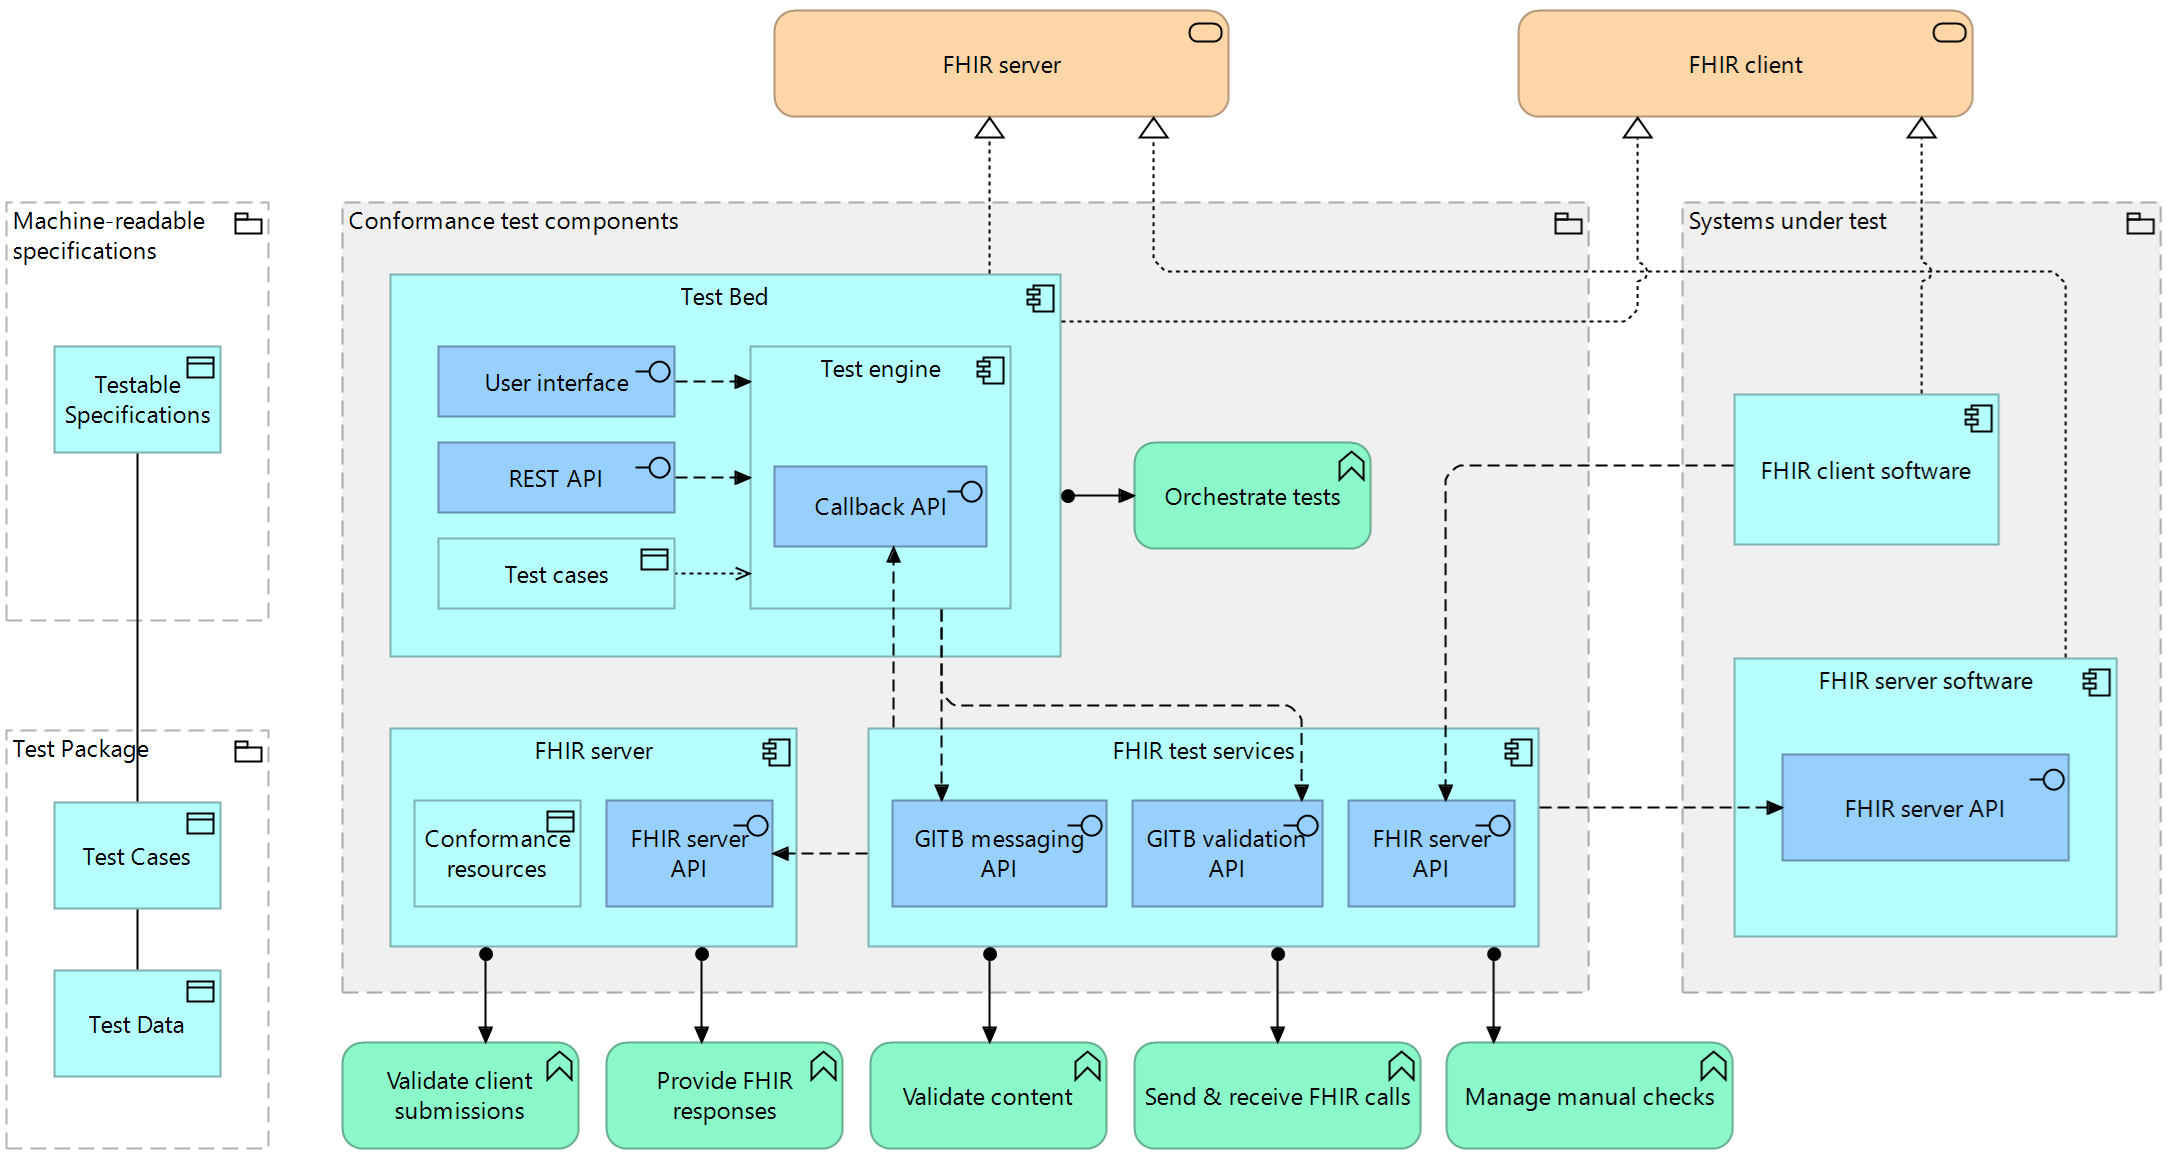 FHIR server
FHIR client
Machine-readable
specifications
Conformance test components
Systems under test
Test Bed
User interface
Test engine
Testable
Specifications
REST API
Callback API
Orchestrate tests
FHIR client software
Test cases
FHIR server software
Test Package
FHIR server
FHIR test services
FHIR server API
Conformance
resources
FHIR server
API
GITB messaging
API
GITB validation
API
FHIR server
API
Test Cases
Test Data
Validate client
submissions
Provide FHIR
responses
Validate content
Send & receive FHIR calls
Manage manual checks